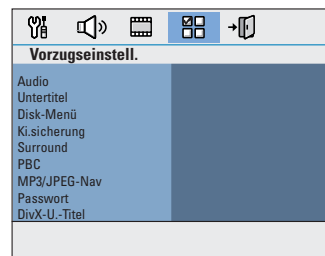 Vorzugseinstell.
Audio
Untertitel
Disk-Menü
Ki.sicherung
Surround
PBC
MP3/JPEG-Nav
Passwort
DivX-U.-Titel